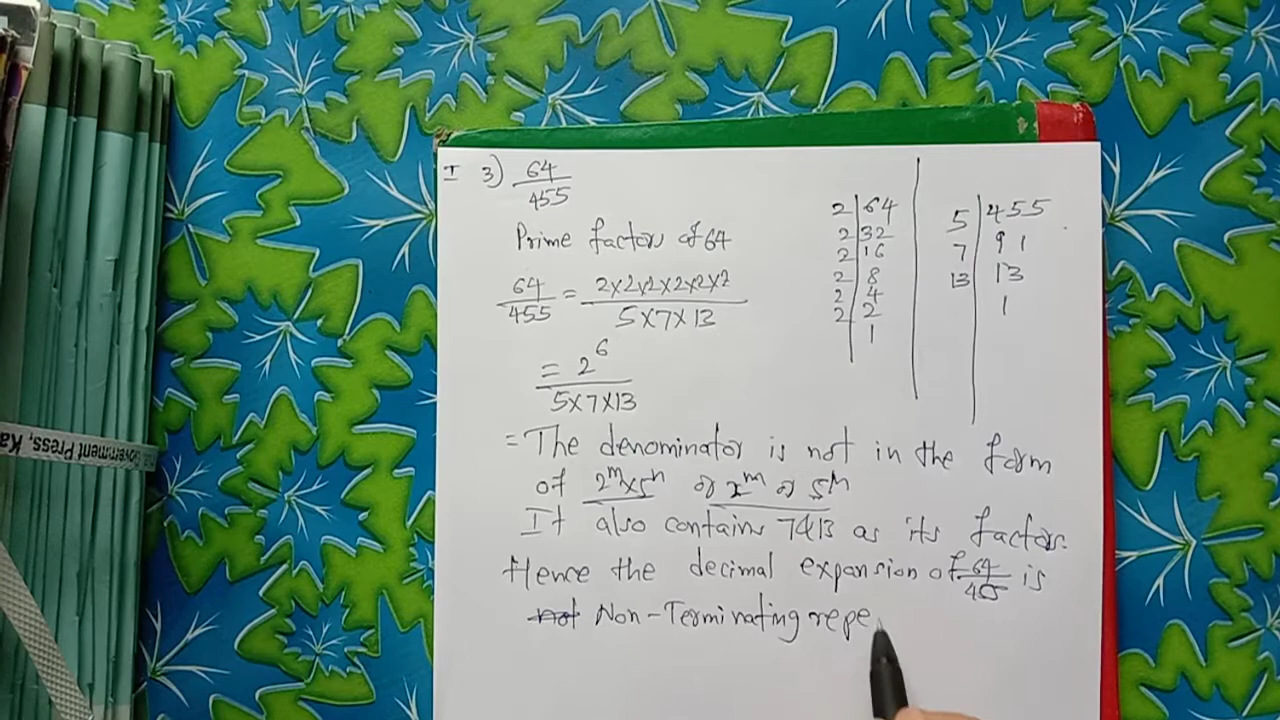 I 3) 64/455
Prime factors of 64
64/455 = 2×2×2×2×2×2 / 5×7×13
= 2^6 / 5×7×13
= The denominator is not in the form
of 2^m×5^n or 2^m or 5^n
It also contains 7&13 as its factors.
Hence the decimal expansion of 64/455 is
not Non-Terminating repe
2|64
2|32
2|16
2|8
2|4
2|2
1
5|455
7|91
13|13
1
Government Press, Ka